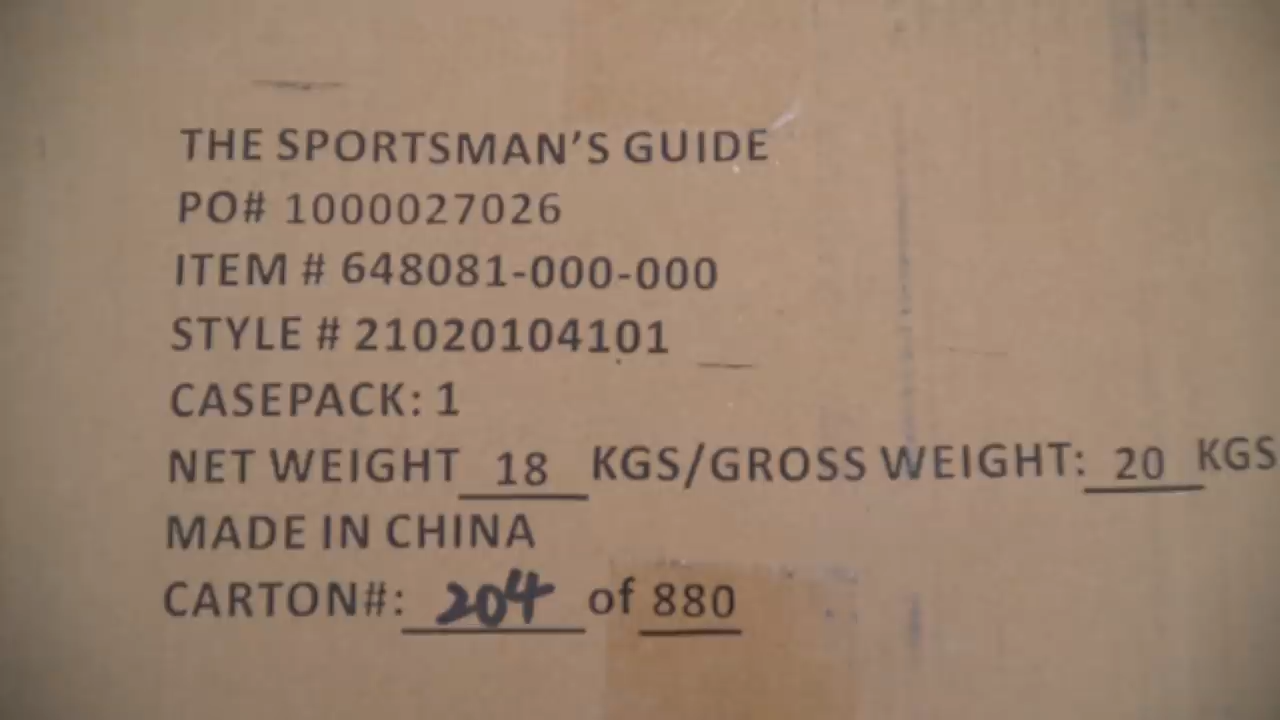 THE SPORTSMAN'S GUIDE
PO# 1000027026
ITEM # 648081-000-000
STYLE # 21020104101
CASEPACK: 1
NET WEIGHT 18 KGS/GROSS WEIGHT: 20 KGS
MADE IN CHINA
CARTON#: 204 of 880